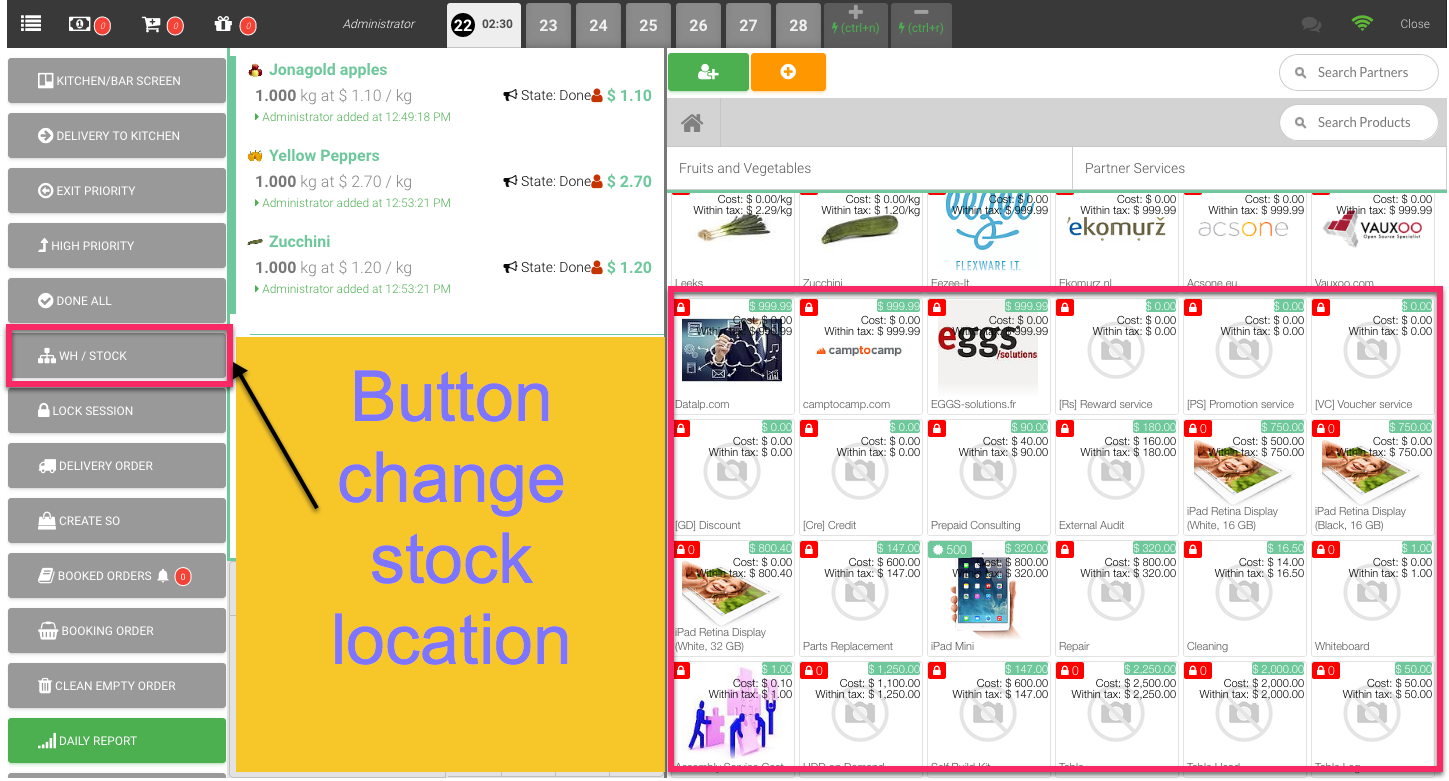 0
0
0
Administrator
22 02:30
23
24
25
26
27
28
(ctrl+n)
(ctrl+r)
Close
KITCHEN/BAR SCREEN
DELIVERY TO KITCHEN
EXIT PRIORITY
HIGH PRIORITY
DONE ALL
WH / STOCK
LOCK SESSION
DELIVERY ORDER
CREATE SO
BOOKED ORDERS 0
BOOKING ORDER
CLEAN EMPTY ORDER
DAILY REPORT
Jonagold apples
1.000 kg at $ 1.10 / kg
State: Done $ 1.10
Administrator added at 12:49:18 PM
Yellow Peppers
1.000 kg at $ 2.70 / kg
State: Done $ 2.70
Administrator added at 12:53:21 PM
Zucchini
1.000 kg at $ 1.20 / kg
State: Done $ 1.20
Administrator added at 12:53:21 PM
Button
change
stock
location
Search Partners
Search Products
Fruits and Vegetables
Partner Services
Cost: $ 0.00/kg
Within tax: $ 2.29/kg
Leeks
Cost: $ 0.00/kg
Within tax: $ 1.20/kg
Zucchini
Cost: $ 0.00
Within tax: $ 999.99
FLEXWARE I.T.
Eezee-It
Cost: $ 0.00
Within tax: $ 999.99
'ekomurž
Ekomurz.nl
Cost: $ 0.00
Within tax: $ 999.99
acsone
Acsone.eu
Cost: $ 0.00
Within tax: $ 999.99
VAUXOO
Open Source Specialist
Vauxoo.com
$ 999.99
Cost: $ 0.00
Within tax: $ 999.99
Datalp.com
$ 999.99
Cost: $ 0.00
Within tax: $ 999.99
camptocamp
camptocamp.com
$ 999.99
Cost: $ 0.00
Within tax: $ 999.99
eggs
/solutions
EGGS-solutions.fr
$ 0.00
Cost: $ 0.00
Within tax: $ 0.00
[Rs] Reward service
$ 0.00
Cost: $ 0.00
Within tax: $ 0.00
[PS] Promotion service
$ 0.00
Cost: $ 0.00
Within tax: $ 0.00
[VC] Voucher service
$ 0.00
Cost: $ 0.00
Within tax: $ 0.00
[GD] Discount
$ 0.00
Cost: $ 0.00
Within tax: $ 0.00
[Cre] Credit
$ 90.00
Cost: $ 40.00
Within tax: $ 90.00
Prepaid Consulting
$ 180.00
Cost: $ 160.00
Within tax: $ 180.00
External Audit
0 $ 750.00
Cost: $ 500.00
Within tax: $ 750.00
iPad Retina Display
(White, 16 GB)
0 $ 750.00
Cost: $ 0.00
Within tax: $ 750.00
iPad Retina Display
(Black, 16 GB)
0 $ 800.40
Cost: $ 0.00
Within tax: $ 800.40
iPad Retina Display
(White, 32 GB)
$ 147.00
Cost: $ 600.00
Within tax: $ 147.00
Parts Replacement
500 $ 320.00
Cost: $ 800.00
Within tax: $ 320.00
iPad Mini
$ 320.00
Cost: $ 800.00
Within tax: $ 320.00
Repair
$ 16.50
Cost: $ 14.00
Within tax: $ 16.50
Cleaning
0 $ 1.00
Cost: $ 0.00
Within tax: $ 1.00
Whiteboard
$ 1.00
Cost: $ 0.10
Within tax: $ 1.00
Assembly Service Cost
0 $ 1,250.00
Cost: $ 1,100.00
Within tax: $ 1,250.00
$ 147.00
Cost: $ 600.00
Within tax: $ 147.00
Self Build Kit
0 $ 2,250.00
Cost: $ 2,500.00
Within tax: $ 2,250.00
Table
0 $ 2,000.00
Cost: $ 2,000.00
Within tax: $ 2,000.00
Table Head
0 $ 50.00
Cost: $ 50.00
Within tax: $ 50.00
Table Leg